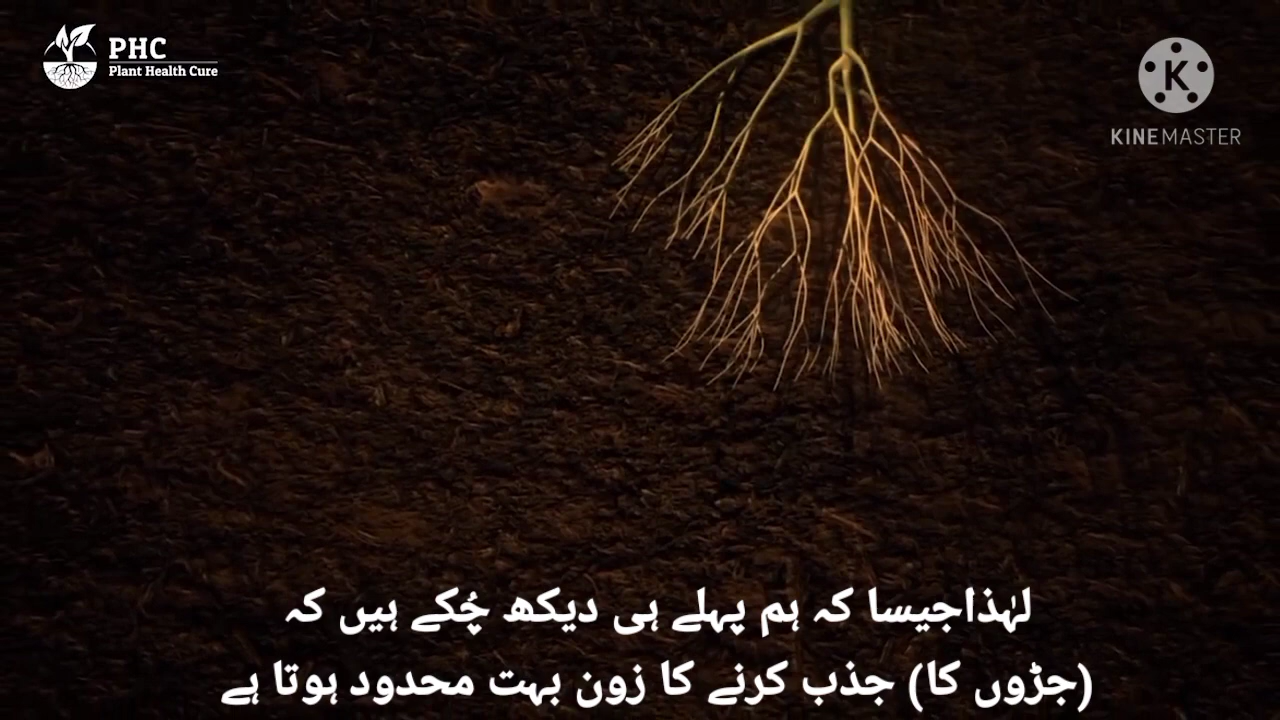 PHC
Plant Health Cure
KINEMASTER
لہٰذاجیسا کہ ہم پہلے ہی دیکھ چُکے ہیں کہ
(جڑوں کا) جذب کرنے کا زون بہت محدود ہوتا ہے